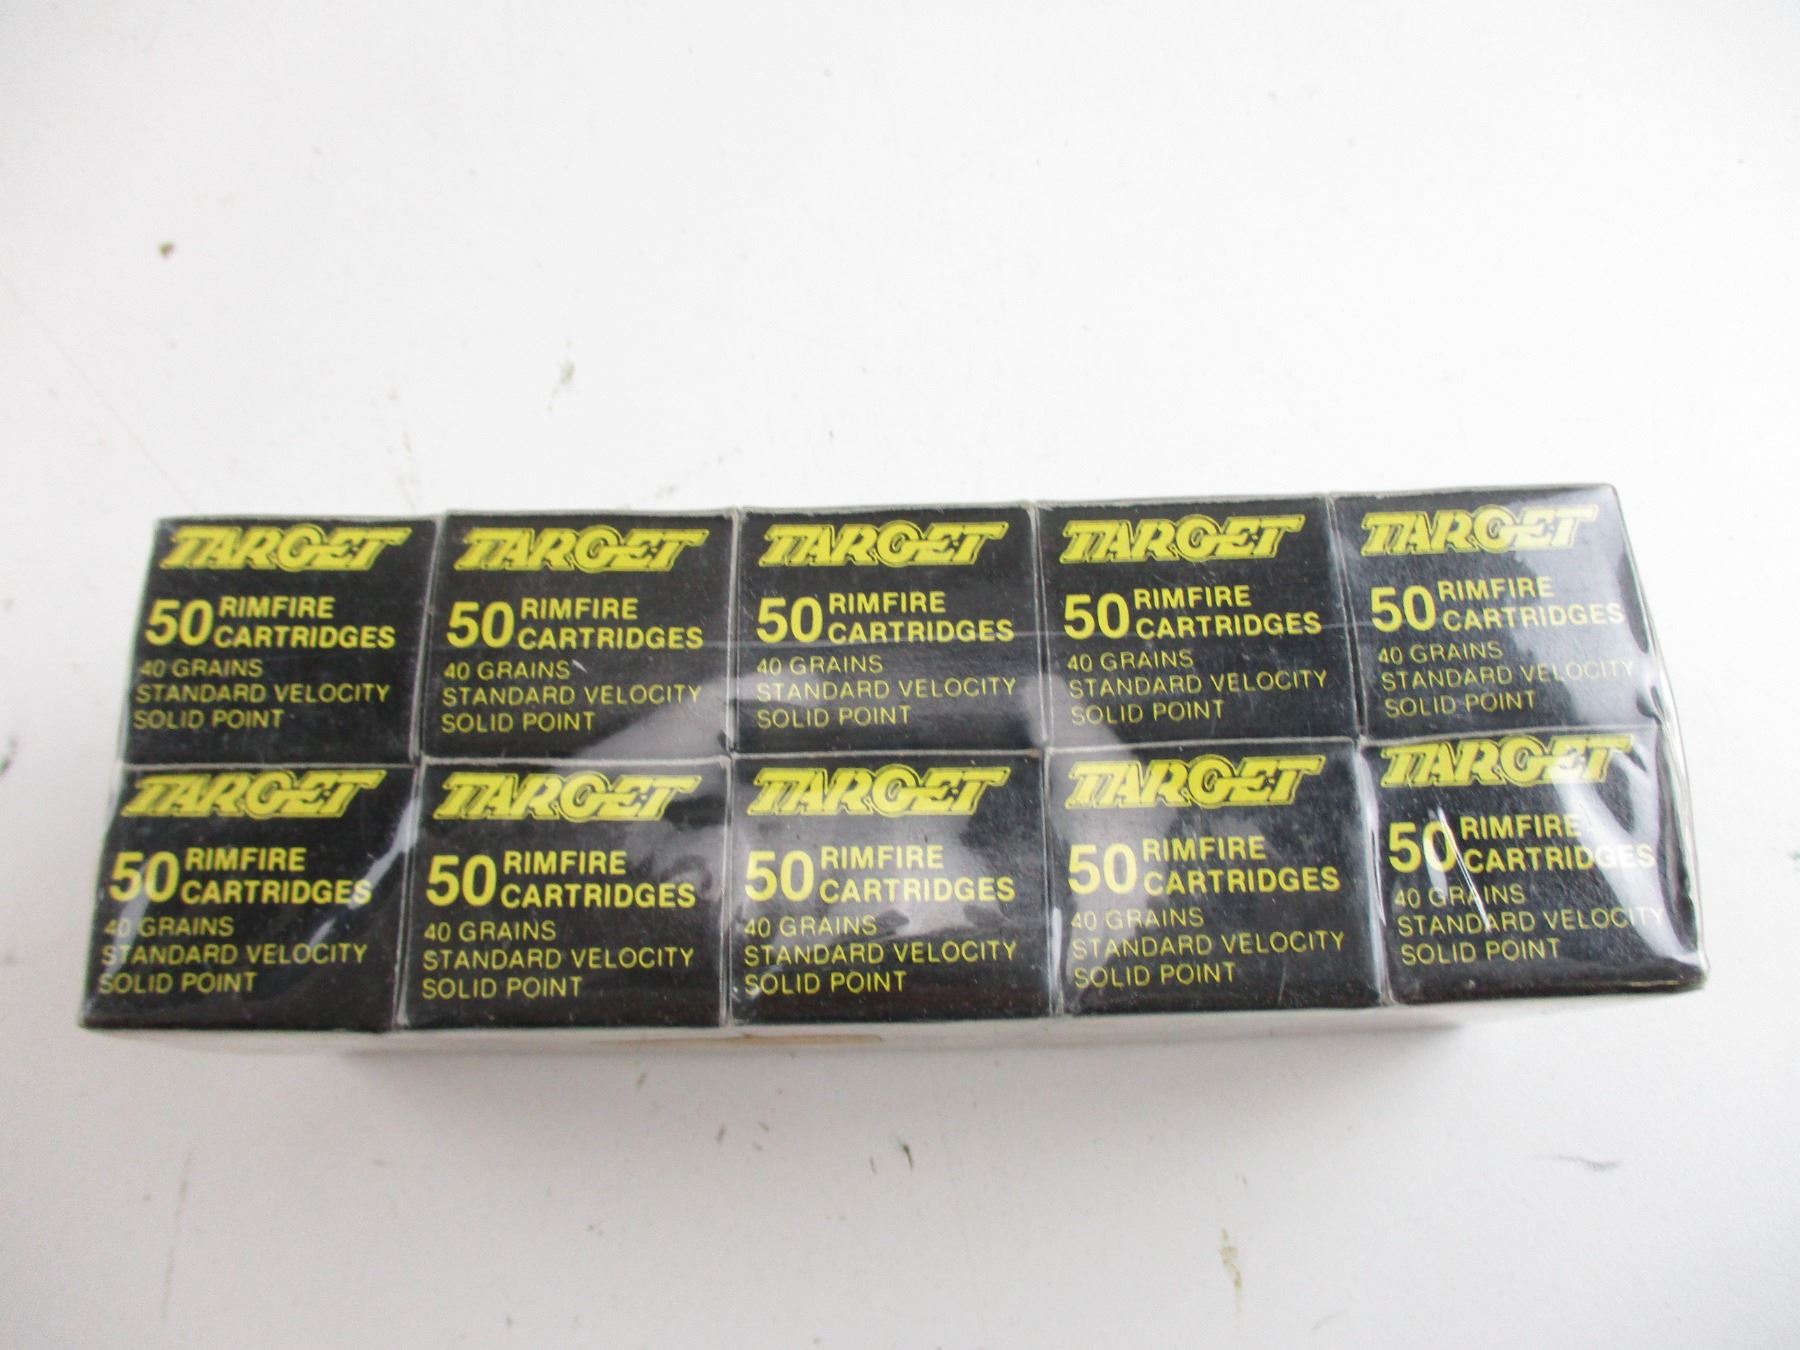 TARGET
50 RIMFIRE
CARTRIDGES
40 GRAINS
STANDARD VELOCITY
SOLID POINT
TARGET
50 RIMFIRE
CARTRIDGES
40 GRAINS
STANDARD VELOCITY
SOLID POINT
TARGET
50 RIMFIRE
CARTRIDGES
40 GRAINS
STANDARD VELOCITY
SOLID POINT
TARGET
50 RIMFIRE
CARTRIDGES
40 GRAINS
STANDARD VELOCITY
SOLID POINT
TARGET
50 RIMFIRE
CARTRIDGES
40 GRAINS
STANDARD VELOCITY
SOLID POINT
TARGET
50 RIMFIRE
CARTRIDGES
40 GRAINS
STANDARD VELOCITY
SOLID POINT
TARGET
50 RIMFIRE
CARTRIDGES
40 GRAINS
STANDARD VELOCITY
SOLID POINT
TARGET
50 RIMFIRE
CARTRIDGES
40 GRAINS
STANDARD VELOCITY
SOLID POINT
TARGET
50 RIMFIRE
CARTRIDGES
40 GRAINS
STANDARD VELOCITY
SOLID POINT
TARGET
50 RIMFIRE
CARTRIDGES
40 GRAINS
STANDARD VELOCITY
SOLID POINT